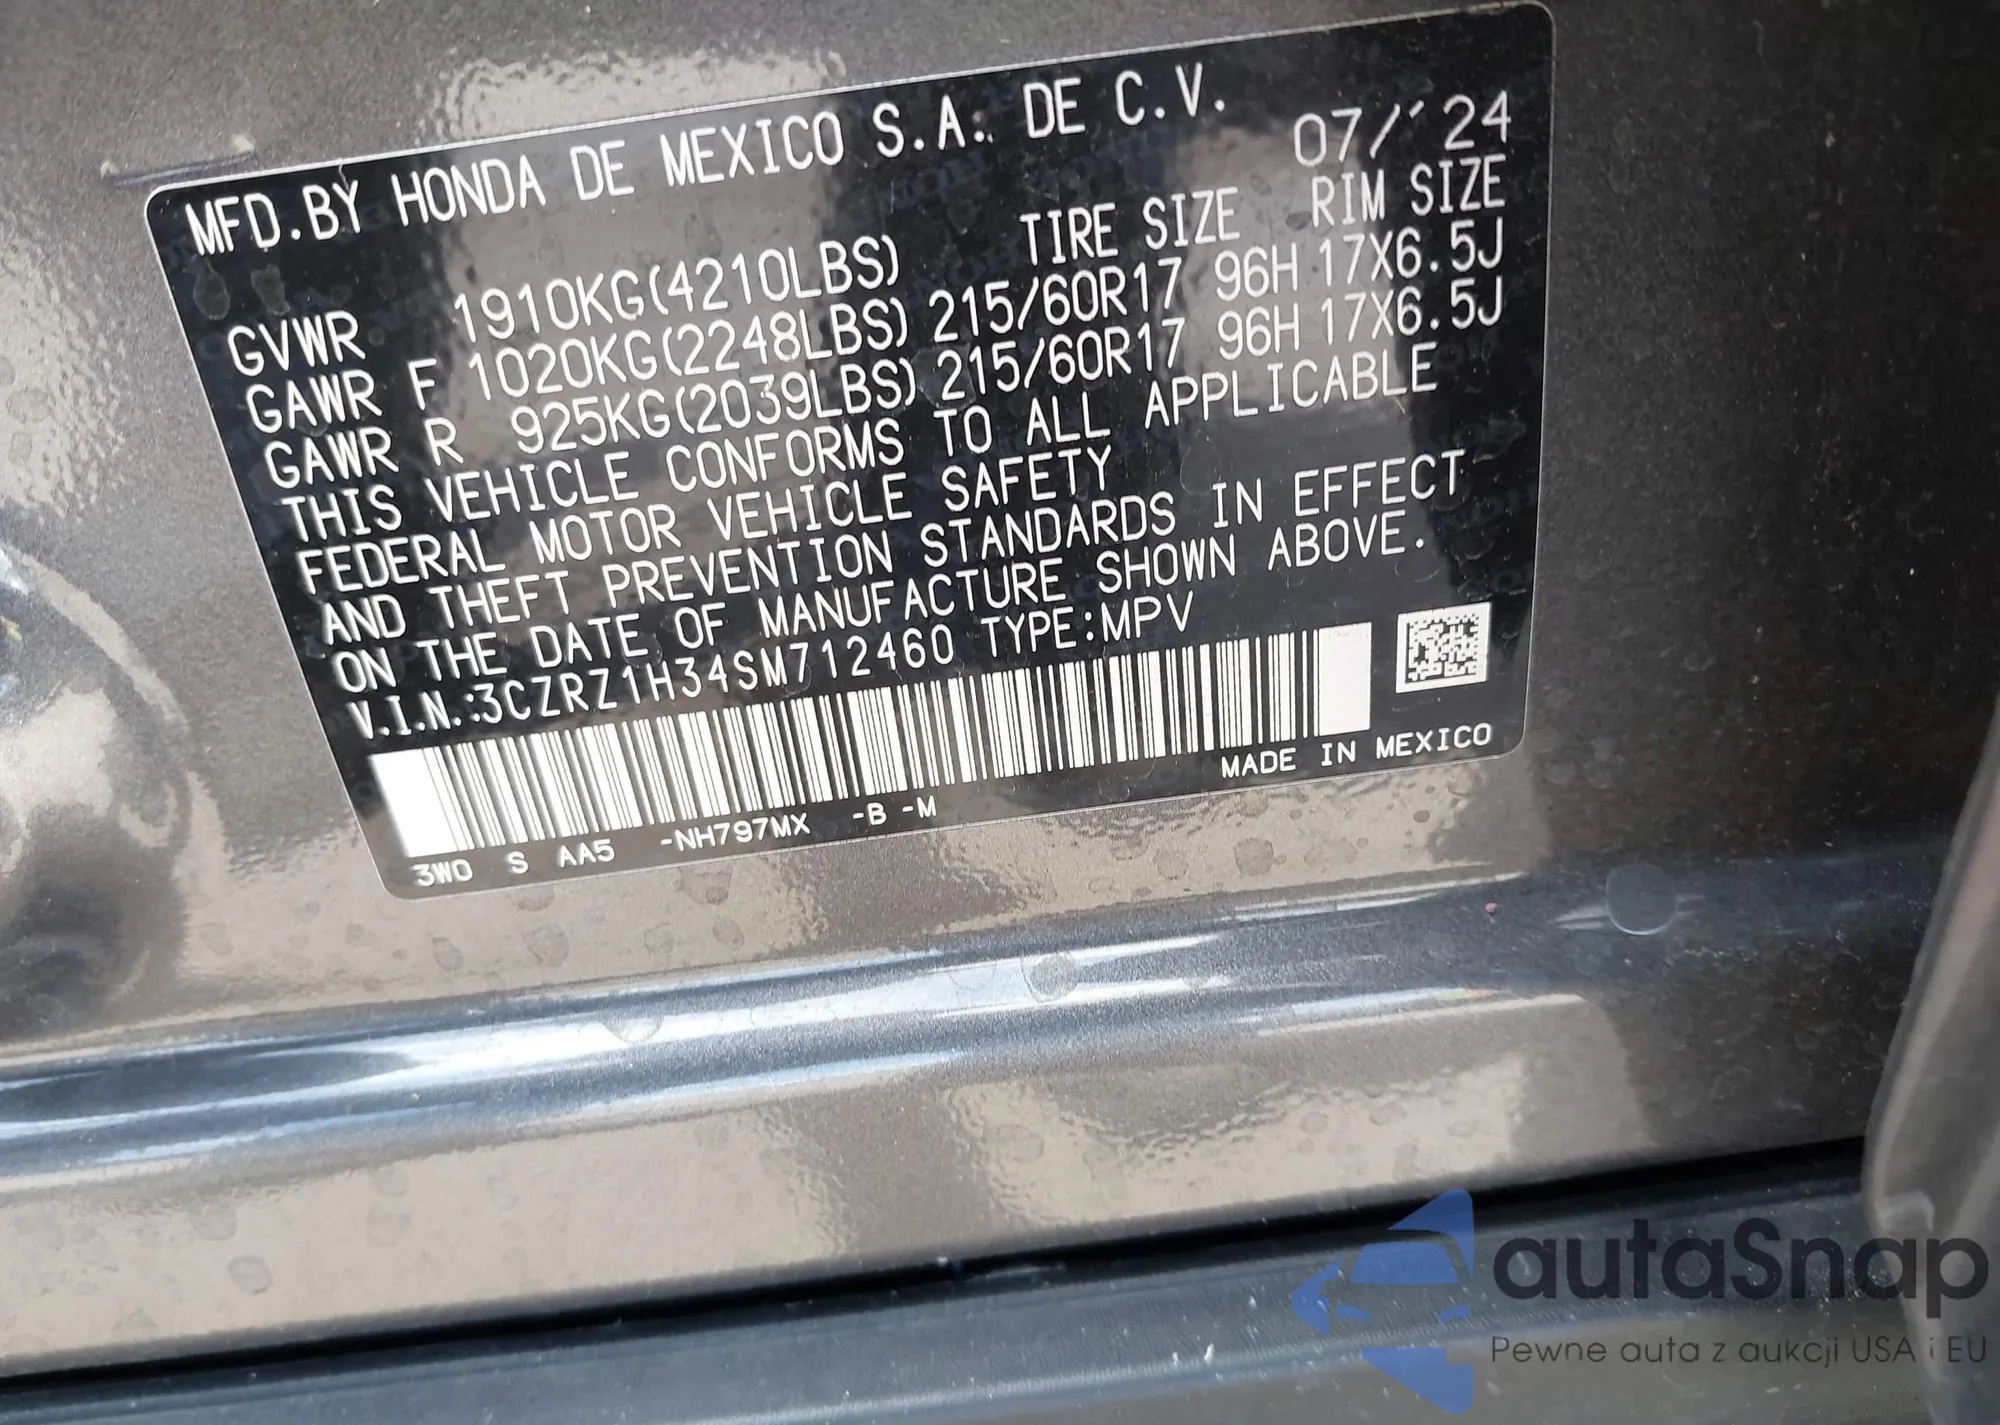 MFD.BY HONDA DE MEXICO S.A. DE C.V.
07/'24
TIRE SIZE RIM SIZE
GVWR 1910KG(4210LBS)
GAWR F 1020KG(2248LBS) 215/60R17 96H 17X6.5J
GAWR R 925KG(2039LBS) 215/60R17 96H 17X6.5J
THIS VEHICLE CONFORMS TO ALL APPLICABLE
FEDERAL MOTOR VEHICLE SAFETY
AND THEFT PREVENTION STANDARDS IN EFFECT
ON THE DATE OF MANUFACTURE SHOWN ABOVE.
V.I.N.:3CZRZ1H34SM712460 TYPE:MPV
MADE IN MEXICO
3W0 S AA5 -NH797MX -B -M
autaSnap
Pewne auta z aukcji USA i EU